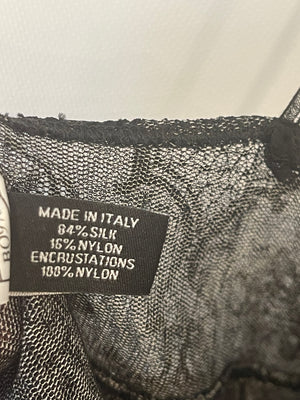 MADE IN ITALY
84% SILK
16% NYLON
ENCRUSTATIONS
100% NYLON